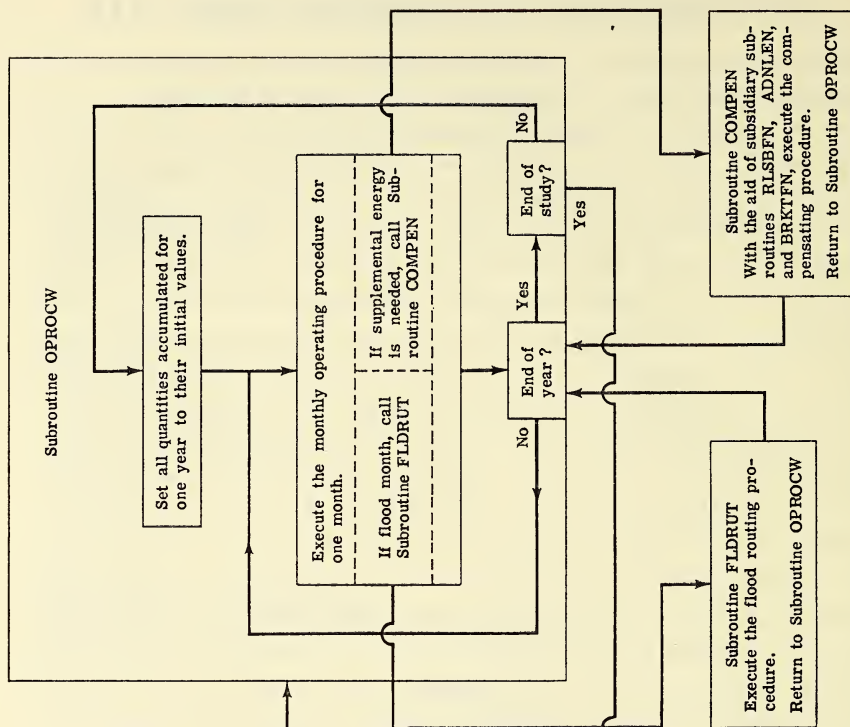 Subroutine OPROCW
Set all quantities accumulated for
one year to their initial values.
Execute the monthly operating procedure for
one month.
If flood month, call
Subroutine FLDRUT
If supplemental energy
is needed, call Sub-
routine COMPEN
End of
year?
No
Yes
End of
study?
No
Yes
Subroutine FLDRUT
Execute the flood routing pro-
cedure.
Return to Subroutine OPROCW
Subroutine COMPEN
With the aid of subsidiary sub-
routines RLSBFN, ADNLEN,
and BRKTFN, execute the com-
pensating procedure.
Return to Subroutine OPROCW